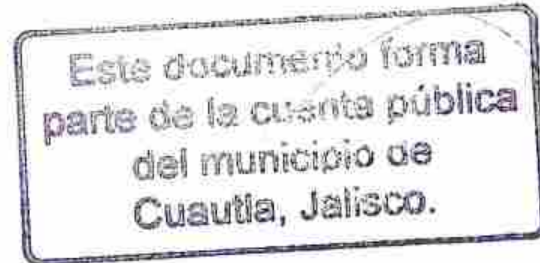 Este documento forma
parte de la cuenta pública
del municipio de
Cuautla, Jalisco.